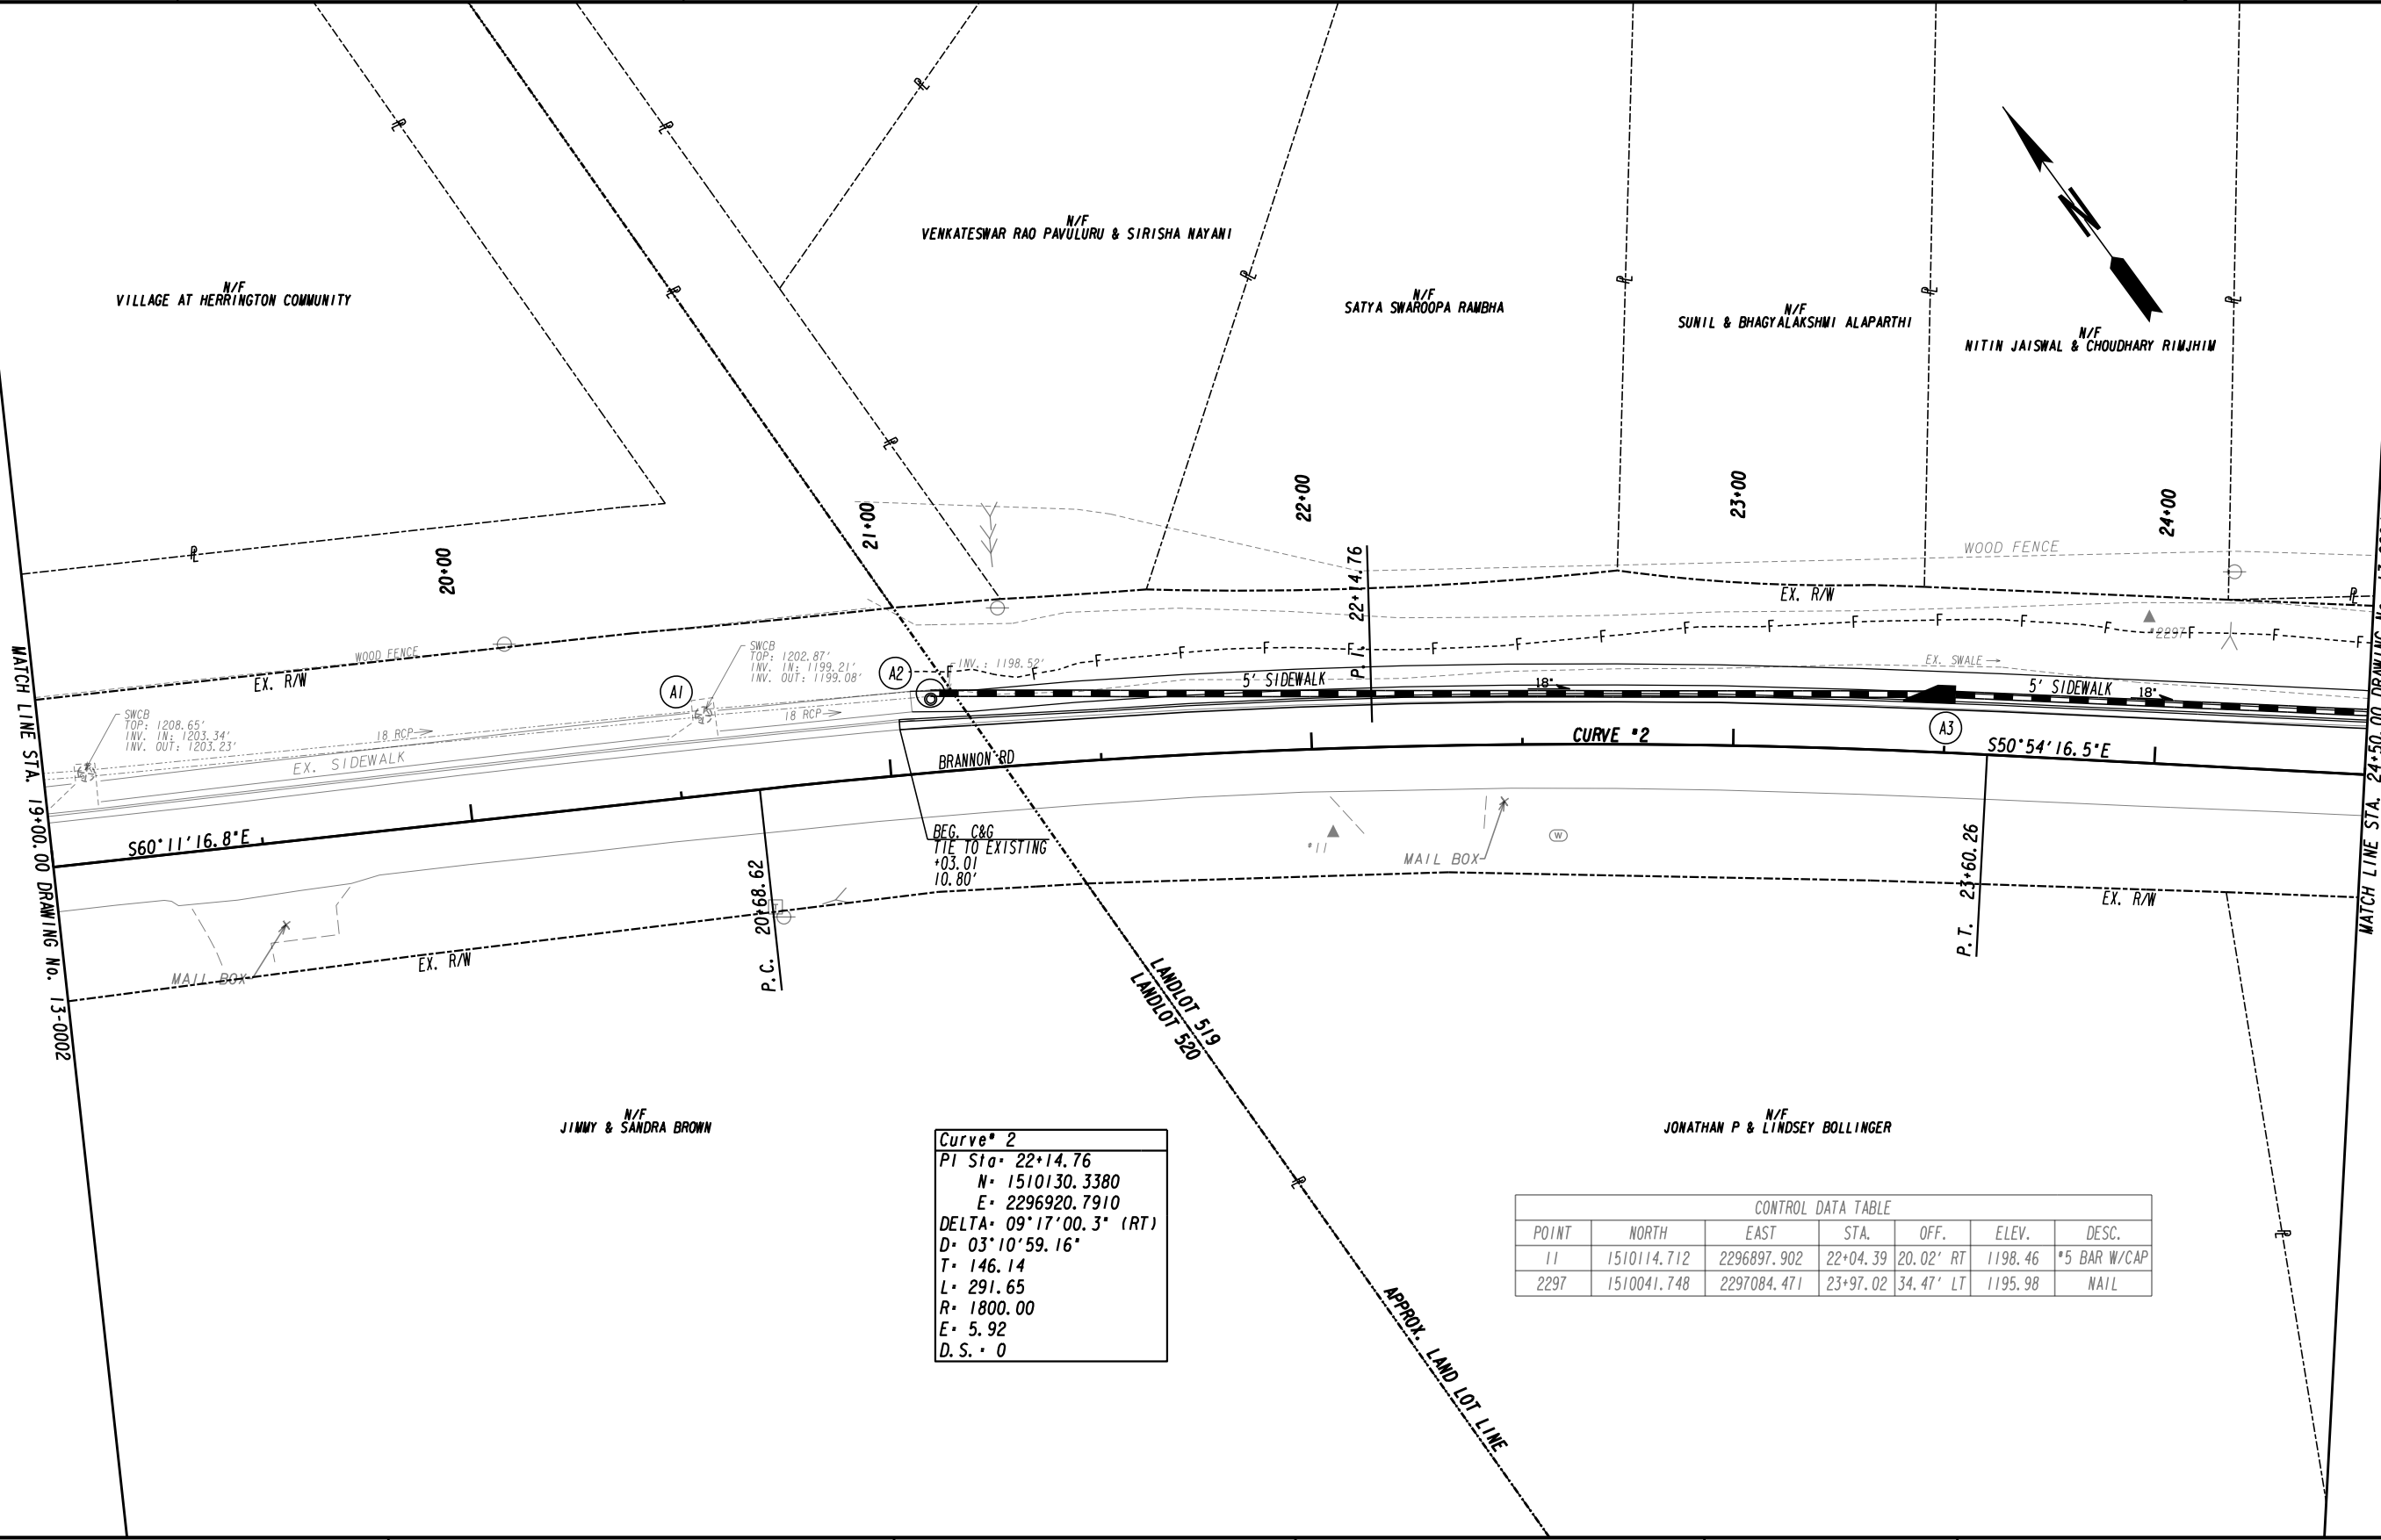 N/F
VILLAGE AT HERRINGTON COMMUNITY
N/F
VENKATESWAR RAO PAVULURU & SIRISHA NAYANI
N/F
SATYA SWAROOPA RAMBHA
N/F
SUNIL & BHAGYALAKSHMI ALAPARTHI
N/F
NITIN JAISWAL & CHOUDHARY RIMJHIM
N
20+00
21+00
22+00
23+00
24+00
P.I. 22+14.76
WOOD FENCE
EX. R/W
#2297
EX. SWALE
WOOD FENCE
EX. R/W
SWCB
TOP: 1202.87'
INV. IN: 1199.21'
INV. OUT: 1199.08'
A1
A2
INV.: 1198.52'
5' SIDEWALK
18"
5' SIDEWALK
18"
A3
SWCB
TOP: 1208.65'
INV. IN: 1203.34'
INV. OUT: 1203.23'
18 RCP
18 RCP
EX. SIDEWALK
S60°11'16.8"E
BRANNON RD
CURVE #2
S50°54'16.5"E
BEG. C&G
TIE TO EXISTING
+03.01
10.80'
#11
MAIL BOX
W
P.C. 20+68.62
T
P.T. 23+60.26
EX. R/W
MAIL BOX
EX. R/W
MATCH LINE STA. 19+00.00 DRAWING No. 13-0002
MATCH LINE STA. 24+50.00 DRAWING No.
LANDLOT 519
LANDLOT 520
APPROX. LAND LOT LINE
N/F
JIMMY & SANDRA BROWN
N/F
JONATHAN P & LINDSEY BOLLINGER
Curve# 2
PI Sta= 22+14.76
N= 1510130.3380
E= 2296920.7910
DELTA= 09°17'00.3" (RT)
D= 03°10'59.16"
T= 146.14
L= 291.65
R= 1800.00
E= 5.92
D.S. = 0
CONTROL DATA TABLE
POINT NORTH EAST STA. OFF. ELEV. DESC.
11 1510114.712 2296897.902 22+04.39 20.02' RT 1198.46 #5 BAR W/CAP
2297 1510041.748 2297084.471 23+97.02 34.47' LT 1195.98 NAIL